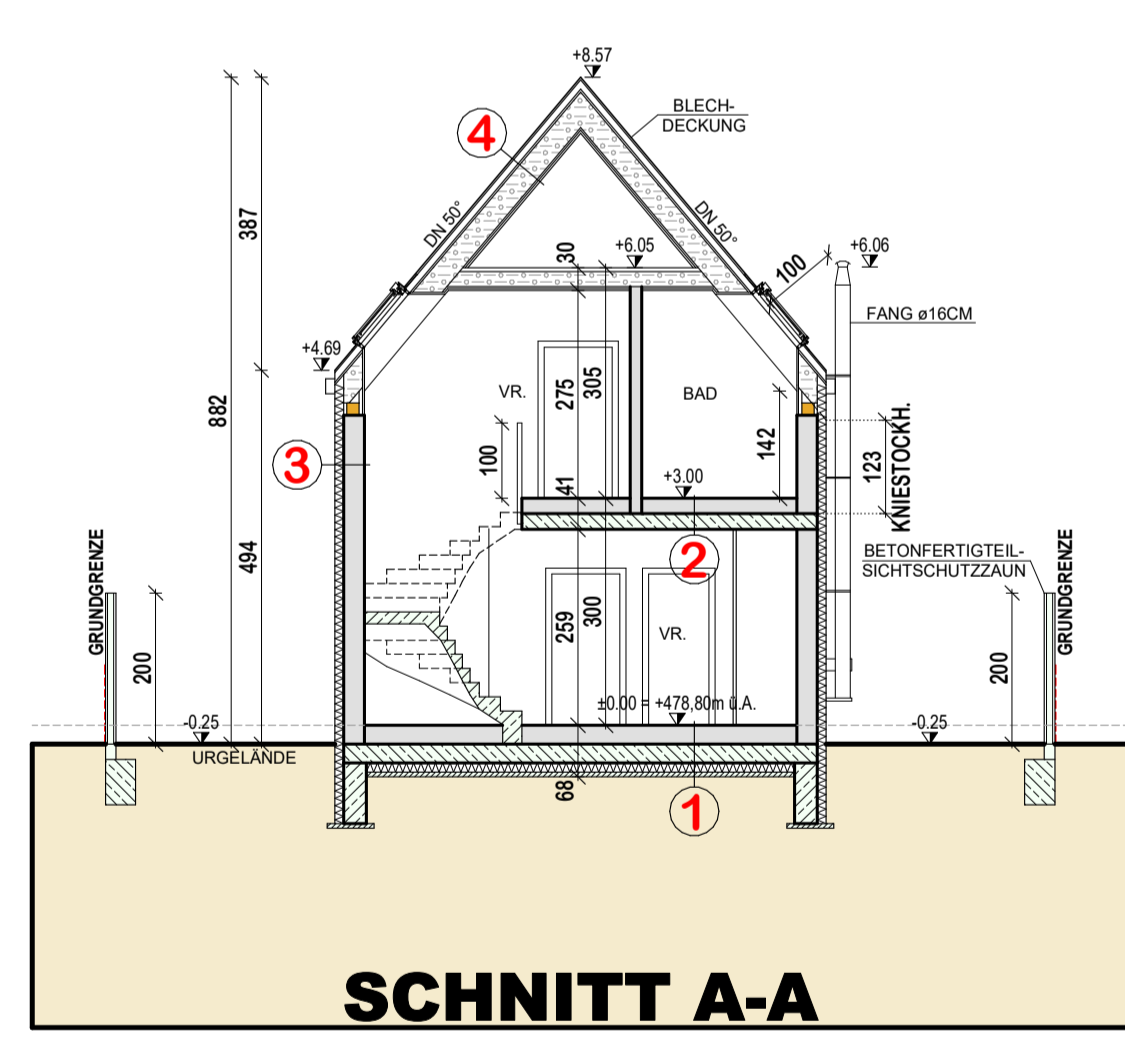 +8.57
BLECH-
DECKUNG
4
DN 50°
DN 50°
387
882
494
+6.05
30
+6.06
100
FANG ø16CM
+4.69
VR.
275
305
BAD
142
123
KNIESTOCKH.
3
100
41
+3.00
2
BETONFERTIGTEIL-
SICHTSCHUTZZAUN
GRUNDGRENZE
GRUNDGRENZE
200
200
259
300
VR.
±0.00 = +478,80m ü.A.
-0.25
-0.25
URGELÄNDE
68
1
SCHNITT A-A